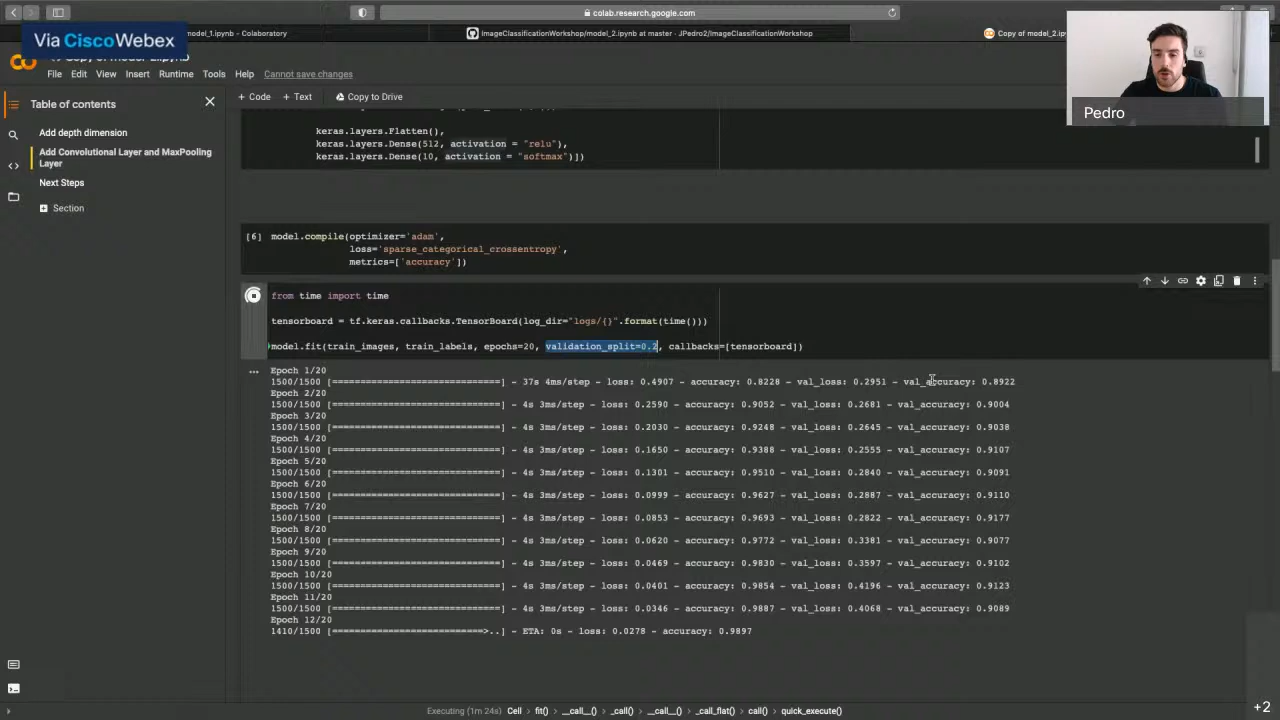 colab.research.google.com
Via Cisco Webex
model_1.ipynb - Colaboratory
ImageClassificationWorkshop/model_2.ipynb at master · JPedro2/ImageClassificationWorkshop
Copy of model_2.ip
File Edit View Insert Runtime Tools Help Cannot save changes
Pedro
Table of contents
+ Code + Text Copy to Drive
Add depth dimension
Add Convolutional Layer and MaxPooling
Layer
Next Steps
Section
keras.layers.Flatten(),
keras.layers.Dense(512, activation = "relu"),
keras.layers.Dense(10, activation = "softmax")])
[6] model.compile(optimizer='adam',
loss='sparse_categorical_crossentropy',
metrics=['accuracy'])
from time import time
tensorboard = tf.keras.callbacks.TensorBoard(log_dir="logs/{}".format(time()))
model.fit(train_images, train_labels, epochs=20, validation_split=0.2, callbacks=[tensorboard])
Epoch 1/20
1500/1500 [==============================] - 37s 4ms/step - loss: 0.4907 - accuracy: 0.8228 - val_loss: 0.2951 - val_accuracy: 0.8922
Epoch 2/20
1500/1500 [==============================] - 4s 3ms/step - loss: 0.2590 - accuracy: 0.9052 - val_loss: 0.2681 - val_accuracy: 0.9004
Epoch 3/20
1500/1500 [==============================] - 4s 3ms/step - loss: 0.2030 - accuracy: 0.9248 - val_loss: 0.2645 - val_accuracy: 0.9038
Epoch 4/20
1500/1500 [==============================] - 4s 3ms/step - loss: 0.1650 - accuracy: 0.9388 - val_loss: 0.2555 - val_accuracy: 0.9107
Epoch 5/20
1500/1500 [==============================] - 4s 3ms/step - loss: 0.1301 - accuracy: 0.9510 - val_loss: 0.2840 - val_accuracy: 0.9091
Epoch 6/20
1500/1500 [==============================] - 4s 3ms/step - loss: 0.0999 - accuracy: 0.9627 - val_loss: 0.2887 - val_accuracy: 0.9110
Epoch 7/20
1500/1500 [==============================] - 4s 3ms/step - loss: 0.0853 - accuracy: 0.9693 - val_loss: 0.2822 - val_accuracy: 0.9177
Epoch 8/20
1500/1500 [==============================] - 4s 3ms/step - loss: 0.0620 - accuracy: 0.9772 - val_loss: 0.3381 - val_accuracy: 0.9077
Epoch 9/20
1500/1500 [==============================] - 4s 3ms/step - loss: 0.0469 - accuracy: 0.9830 - val_loss: 0.3597 - val_accuracy: 0.9102
Epoch 10/20
1500/1500 [==============================] - 4s 3ms/step - loss: 0.0401 - accuracy: 0.9854 - val_loss: 0.4196 - val_accuracy: 0.9123
Epoch 11/20
1500/1500 [==============================] - 4s 3ms/step - loss: 0.0346 - accuracy: 0.9887 - val_loss: 0.4068 - val_accuracy: 0.9089
Epoch 12/20
1410/1500 [===========================>..] - ETA: 0s - loss: 0.0278 - accuracy: 0.9897
Executing (1m 24s) Cell > fit() > __call__() > _call() > __call__() > _call_flat() > call() > quick_execute()
+2